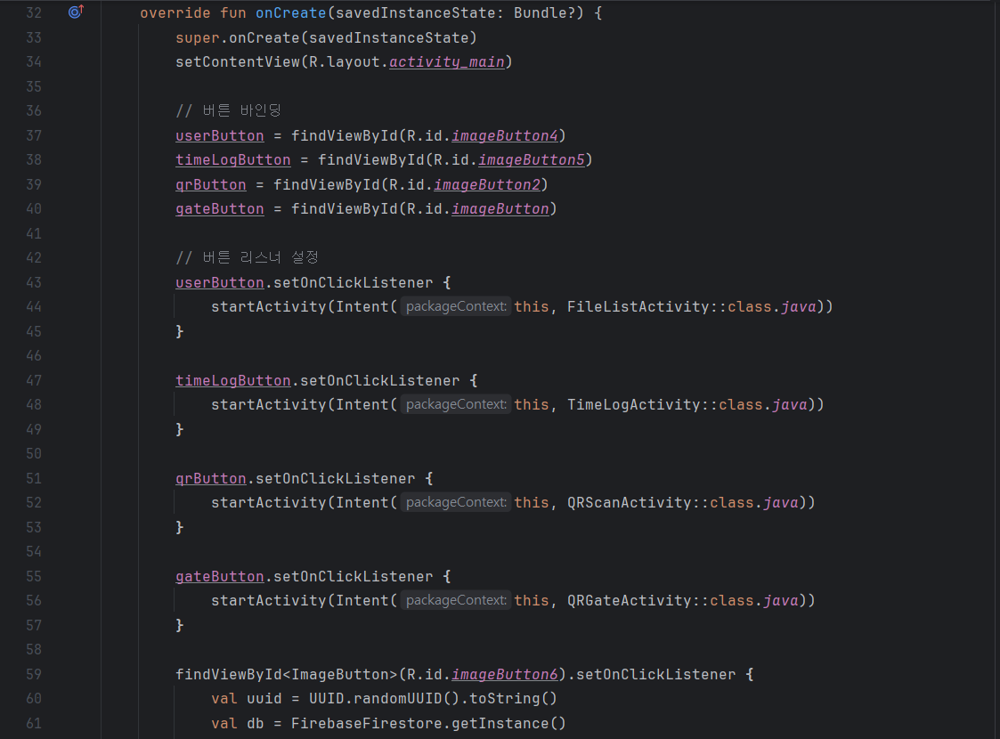 32 override fun onCreate(savedInstanceState: Bundle?) {
33 super.onCreate(savedInstanceState)
34 setContentView(R.layout.activity_main)
35
36 // 버튼 바인딩
37 userButton = findViewById(R.id.imageButton4)
38 timeLogButton = findViewById(R.id.imageButton5)
39 qrButton = findViewById(R.id.imageButton2)
40 gateButton = findViewById(R.id.imageButton)
41
42 // 버튼 리스너 설정
43 userButton.setOnClickListener {
44 startActivity(Intent( packageContext: this, FileListActivity::class.java))
45 }
46
47 timeLogButton.setOnClickListener {
48 startActivity(Intent( packageContext: this, TimeLogActivity::class.java))
49 }
50
51 qrButton.setOnClickListener {
52 startActivity(Intent( packageContext: this, QRScanActivity::class.java))
53 }
54
55 gateButton.setOnClickListener {
56 startActivity(Intent( packageContext: this, QRGateActivity::class.java))
57 }
58
59 findViewById<ImageButton>(R.id.imageButton6).setOnClickListener {
60 val uuid = UUID.randomUUID().toString()
61 val db = FirebaseFirestore.getInstance()